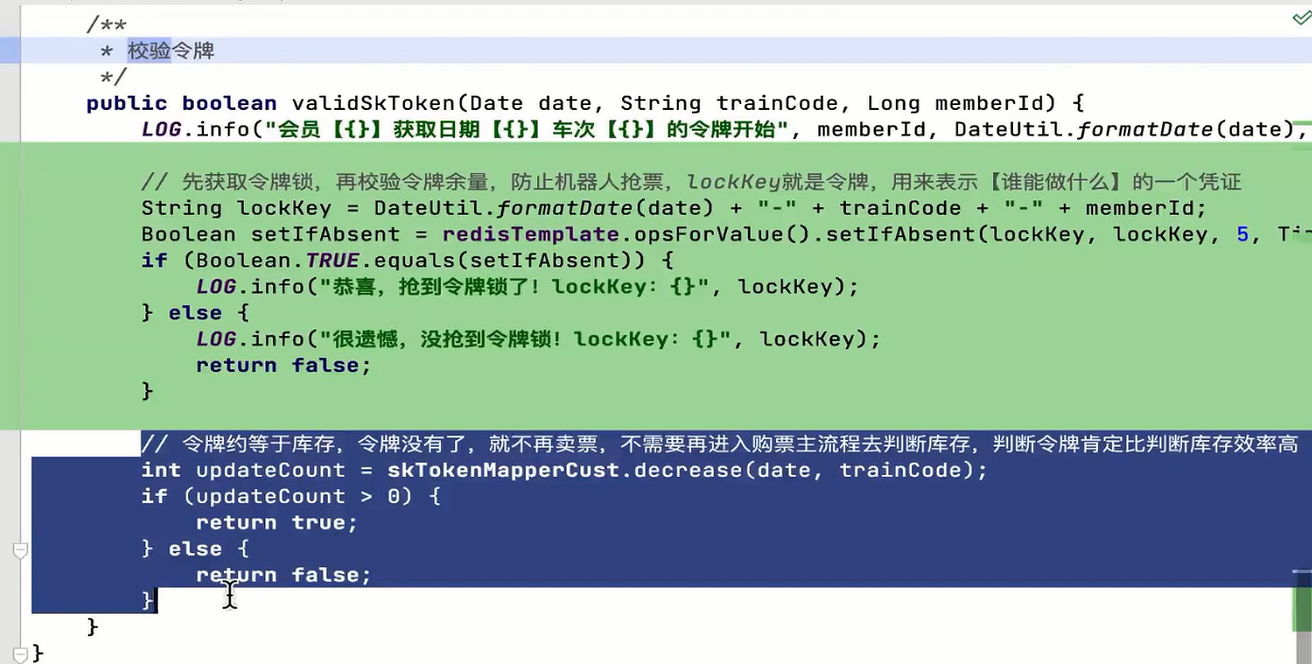 /**
* 校验令牌
*/
public boolean validSkToken(Date date, String trainCode, Long memberId) {
LOG.info("会员【{}】获取日期【{}】车次【{}】的令牌开始", memberId, DateUtil.formatDate(date),
// 先获取令牌锁，再校验令牌余量，防止机器人抢票，lockKey就是令牌，用来表示【谁能做什么】的一个凭证
String lockKey = DateUtil.formatDate(date) + "-" + trainCode + "-" + memberId;
Boolean setIfAbsent = redisTemplate.opsForValue().setIfAbsent(lockKey, lockKey, 5,
if (Boolean.TRUE.equals(setIfAbsent)) {
LOG.info("恭喜，抢到令牌锁了！lockKey：{}", lockKey);
} else {
LOG.info("很遗憾，没抢到令牌锁！lockKey：{}", lockKey);
return false;
}
// 令牌约等于库存，令牌没有了，就不再卖票，不需要再进入购票主流程去判断库存，判断令牌肯定比判断库存效率高
int updateCount = skTokenMapperCust.decrease(date, trainCode);
if (updateCount > 0) {
return true;
} else {
return false;
}
}
}